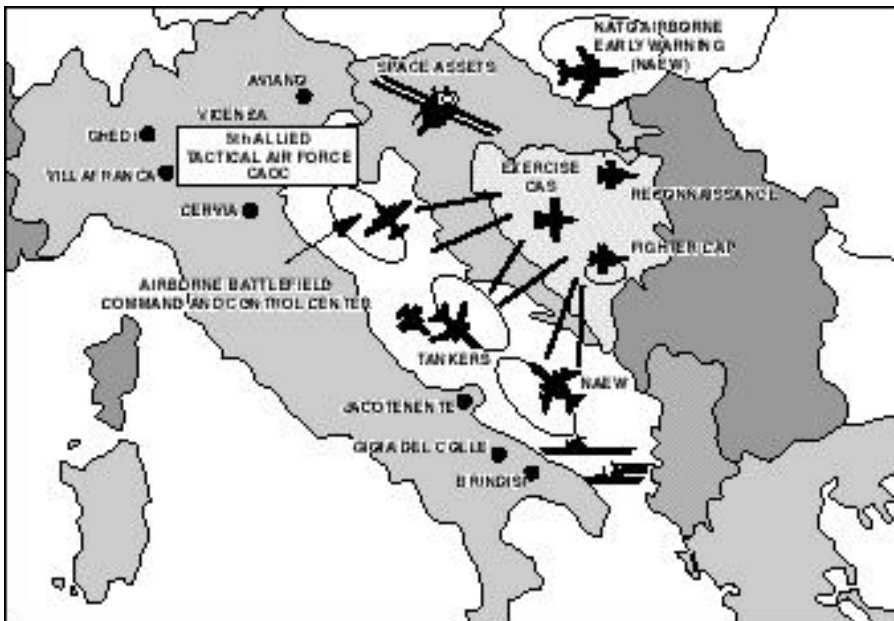 NATO AIRBORNE
EARLY WARNING
(NAEW)
SPACE ASSETS
AVIANO
VICENZA
GHEDI
5th ALLIED
TACTICAL AIR FORCE
CAOC
VILLAFRANCA
EXERCISE
CAS
RECONNAISSANCE
CERVIA
FIGHTER CAP
AIRBORNE BATTLEFIELD
COMMAND AND CONTROL CENTER
TANKERS
NAEW
JACOTENENTE
GIOIA DEL COLLE
BRINDISI